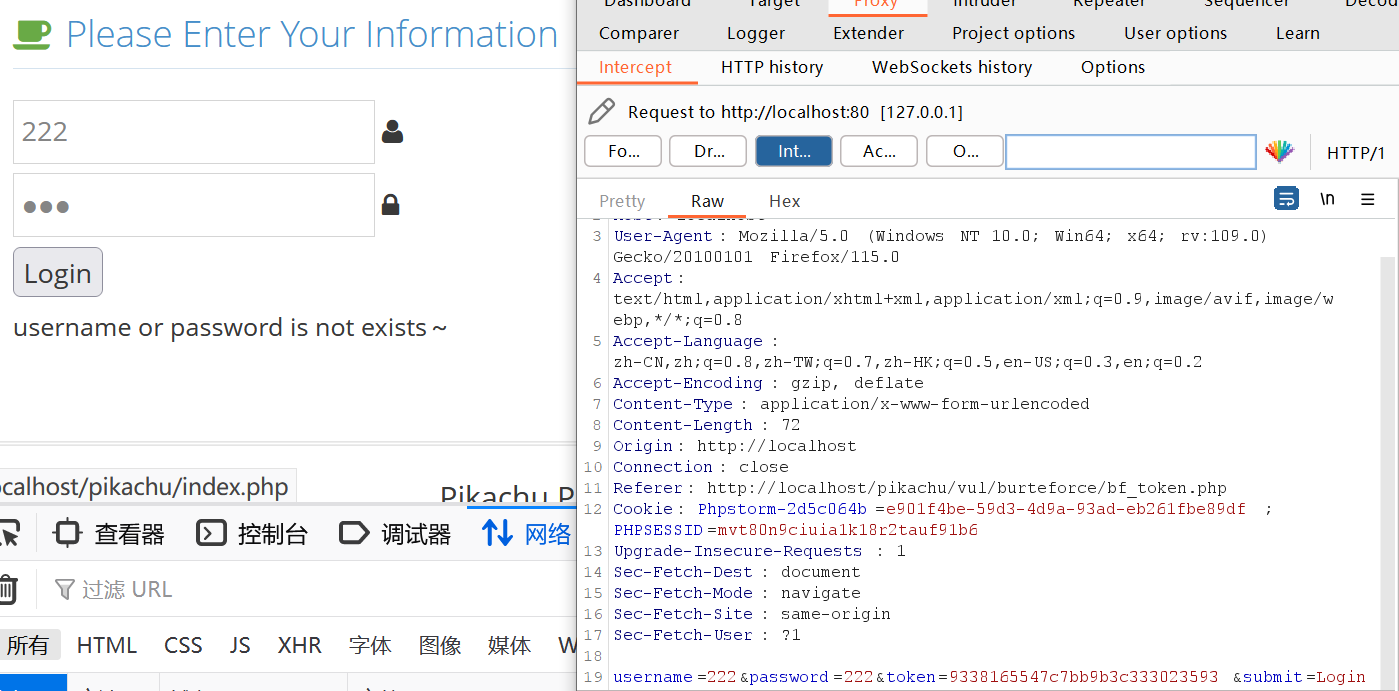 Please Enter Your Information
222
Login
username or password is not exists ~
calhost/pikachu/index.php
Pikachu P
查看器
控制台
调试器
网络
过滤 URL
所有 HTML CSS JS XHR 字体 图像 媒体 W
Dashboard Target Proxy Intruder Repeater Sequencer Decod
Comparer Logger Extender Project options User options Learn
Intercept HTTP history WebSockets history Options
Request to http://localhost:80 [127.0.0.1]
Fo... Dr... Int... Ac... O... HTTP/1
Pretty Raw Hex \n
3 User-Agent : Mozilla/5.0 (Windows NT 10.0; Win64; x64; rv:109.0)
Gecko/20100101 Firefox/115.0
4 Accept :
text/html,application/xhtml+xml,application/xml;q=0.9,image/avif,image/w
ebp,*/*;q=0.8
5 Accept-Language :
zh-CN,zh;q=0.8,zh-TW;q=0.7,zh-HK;q=0.5,en-US;q=0.3,en;q=0.2
6 Accept-Encoding : gzip, deflate
7 Content-Type : application/x-www-form-urlencoded
8 Content-Length : 72
9 Origin : http://localhost
10 Connection : close
11 Referer : http://localhost/pikachu/vul/burteforce/bf_token.php
12 Cookie : Phpstorm-2d5c064b =e901f4be-59d3-4d9a-93ad-eb261fbe89df ;
PHPSESSID =mvt80n9ciuia1k18r2tauf91b6
13 Upgrade-Insecure-Requests : 1
14 Sec-Fetch-Dest : document
15 Sec-Fetch-Mode : navigate
16 Sec-Fetch-Site : same-origin
17 Sec-Fetch-User : ?1
18
19 username =222 &password =222 &token =9338165547c7bb9b3c333023593 &submit =Login